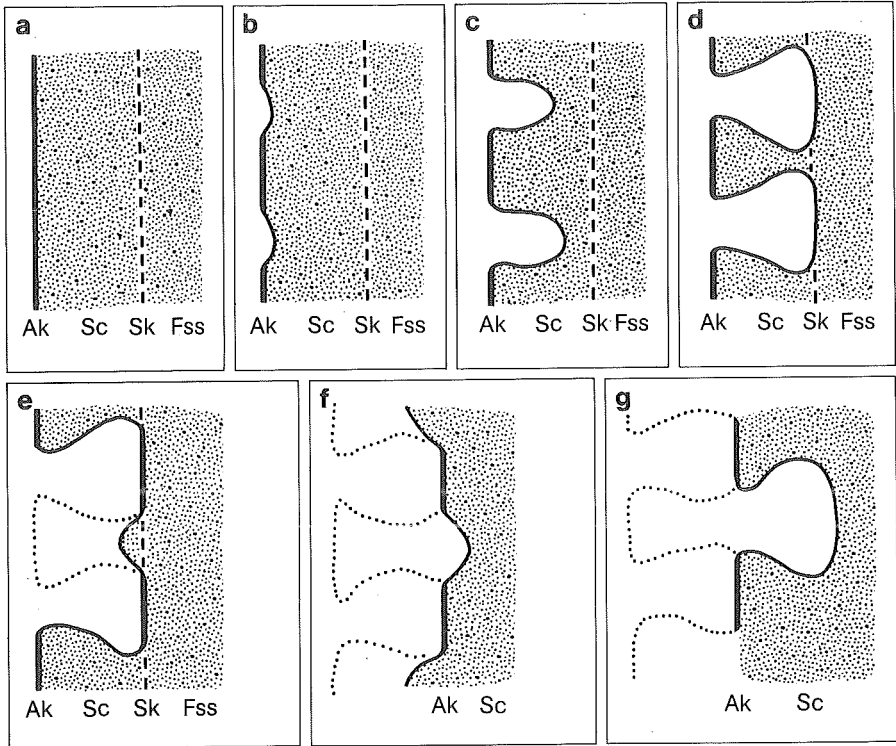 a
Ak Sc Sk Fss
b
Ak Sc Sk Fss
c
Ak Sc Sk Fss
d
Ak Sc Sk Fss
e
Ak Sc Sk Fss
f
Ak Sc
g
Ak Sc